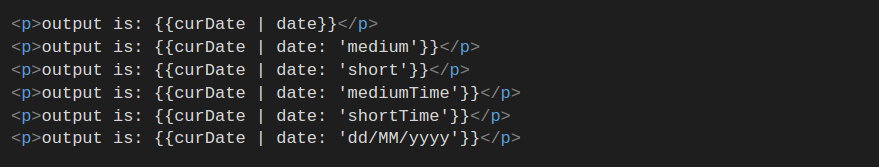 <p>output is: {{curDate | date}}</p>
<p>output is: {{curDate | date: 'medium'}}</p>
<p>output is: {{curDate | date: 'short'}}</p>
<p>output is: {{curDate | date: 'mediumTime'}}</p>
<p>output is: {{curDate | date: 'shortTime'}}</p>
<p>output is: {{curDate | date: 'dd/MM/yyyy'}}</p>